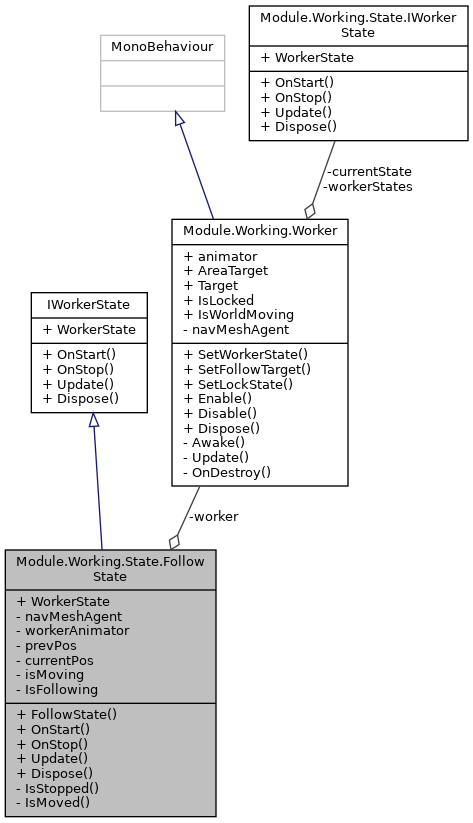 Module.Working.State.IWorker
State
+ WorkerState
+ OnStart()
+ OnStop()
+ Update()
+ Dispose()
MonoBehaviour
-currentState
-workerStates
Module.Working.Worker
+ animator
+ AreaTarget
+ Target
+ IsLocked
+ IsWorldMoving
- navMeshAgent
+ SetWorkerState()
+ SetFollowTarget()
+ SetLockState()
+ Enable()
+ Disable()
+ Dispose()
- Awake()
- Update()
- OnDestroy()
IWorkerState
+ WorkerState
+ OnStart()
+ OnStop()
+ Update()
+ Dispose()
-worker
Module.Working.State.Follow
State
+ WorkerState
- navMeshAgent
- workerAnimator
- prevPos
- currentPos
- isMoving
- IsFollowing
+ FollowState()
+ OnStart()
+ OnStop()
+ Update()
+ Dispose()
- IsStopped()
- IsMoved()